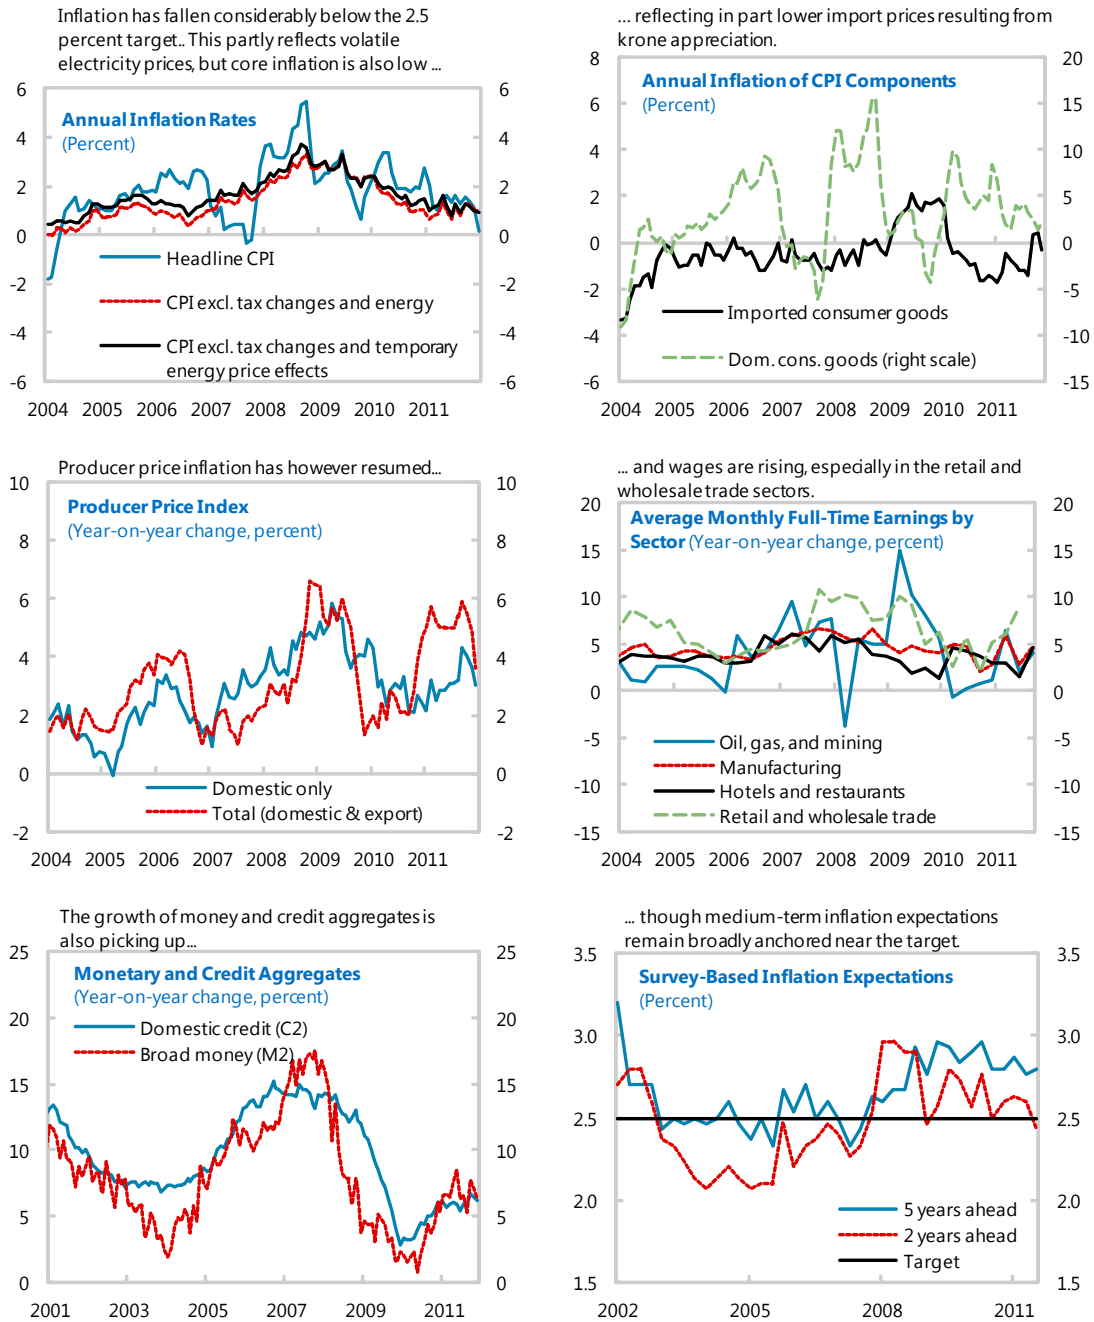 Inflation has fallen considerably below the 2.5
percent target.. This partly reflects volatile
electricity prices, but core inflation is also low ...
6 6
Annual Inflation Rates
(Percent)
4 4
2 2
0 0
Headline CPI
-2 -2
CPI excl. tax changes and energy
-4 -4
CPI excl. tax changes and temporary
energy price effects
-6 -6
2004 2005 2006 2007 2008 2009 2010 2011
... reflecting in part lower import prices resulting from
krone appreciation.
8 20
Annual Inflation of CPI Components
(Percent)
6 15
4 10
2 5
0 0
-2 -5
Imported consumer goods
-4 -10
Dom. cons. goods (right scale)
-6 -15
2004 2005 2006 2007 2008 2009 2010 2011
Producer price inflation has however resumed...
10 10
Producer Price Index
(Year-on-year change, percent)
8 8
6 6
4 4
2 2
0 0
Domestic only
Total (domestic & export)
-2 -2
2004 2005 2006 2007 2008 2009 2010 2011
... and wages are rising, especially in the retail and
wholesale trade sectors.
20 20
Average Monthly Full-Time Earnings by
Sector (Year-on-year change, percent)
15 15
10 10
5 5
0 0
-5 -5
Oil, gas, and mining
Manufacturing
-10 -10
Hotels and restaurants
Retail and wholesale trade
-15 -15
2004 2005 2006 2007 2008 2009 2010 2011
The growth of money and credit aggregates is
also picking up...
25 25
Monetary and Credit Aggregates
(Year-on-year change, percent)
20 20
Domestic credit (C2)
Broad money (M2)
15 15
10 10
5 5
0 0
2001 2003 2005 2007 2009 2011
... though medium-term inflation expectations
remain broadly anchored near the target.
3.5 3.5
Survey-Based Inflation Expectations
(Percent)
3.0 3.0
2.5 2.5
2.0 2.0
5 years ahead
2 years ahead
Target
1.5 1.5
2002 2005 2008 2011